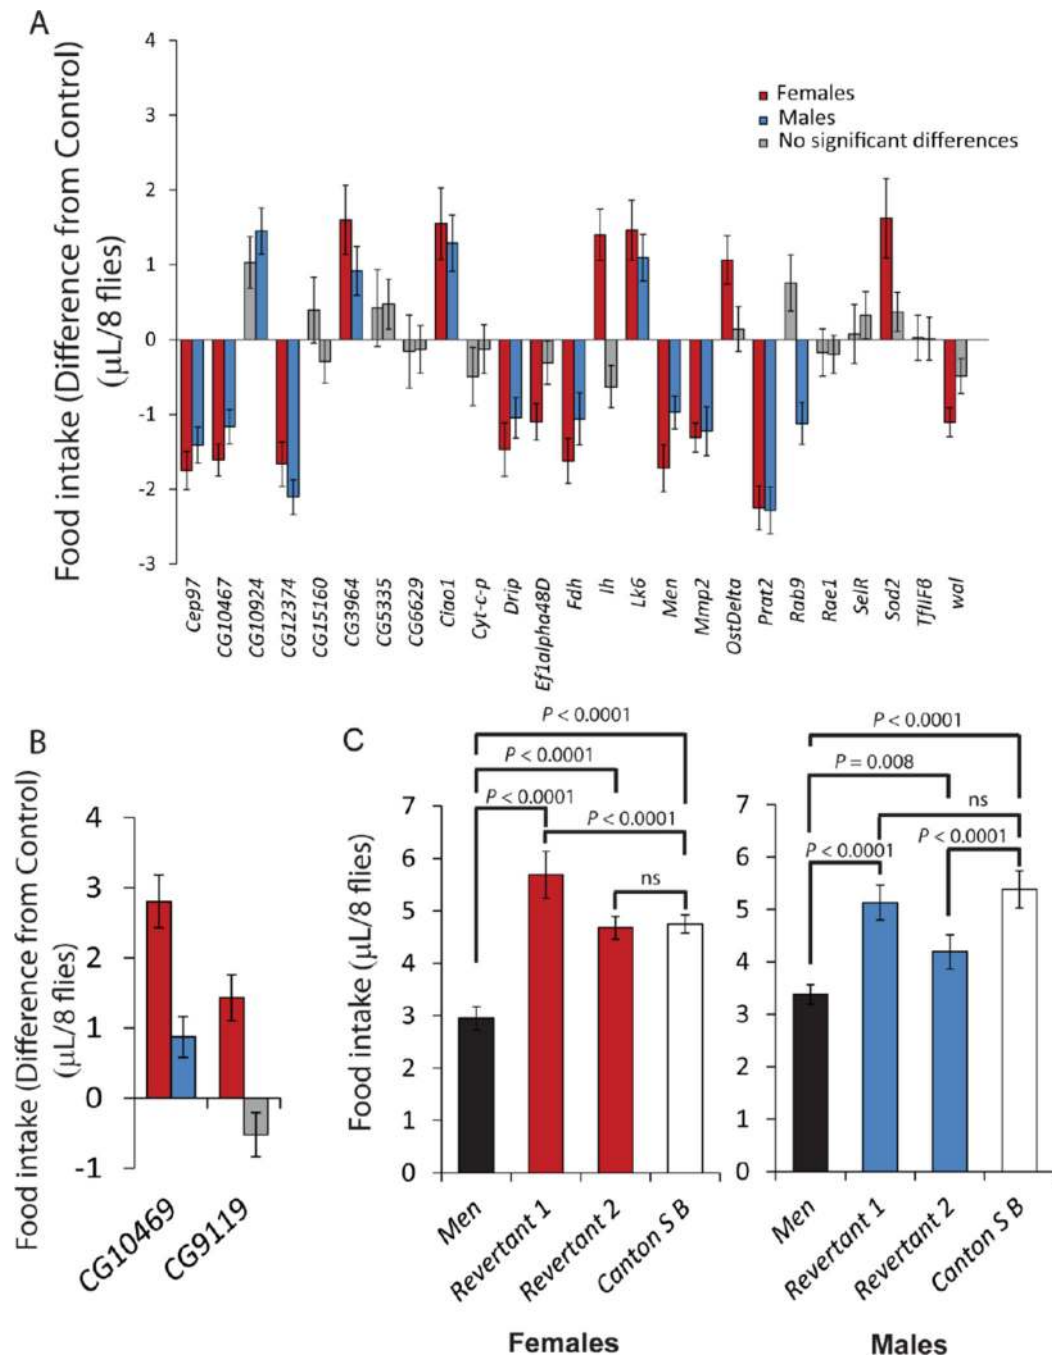 A
Food intake (Difference from Control)
(µL/8 flies)
4
3
2
1
0
-1
-2
-3
Females
Males
No significant differences
Cep97
CG10467
CG10924
CG12374
CG15160
CG3964
CG5335
CG6629
Ciao1
Cyt-c-p
Drip
Ef1alpha48D
Fdh
Ih
Lk6
Men
Mmp2
OstDelta
Prat2
Rab9
Rae1
SelR
Sod2
TfIIFβ
wal
B
Food intake (Difference from Control)
(µL/8 flies)
4
3
2
1
0
-1
CG10469
CG9119
C
Food intake (µL/8 flies)
P < 0.0001
P < 0.0001
P < 0.0001
P < 0.0001
ns
7
6
5
4
3
2
1
0
Men
Revertant 1
Revertant 2
Canton S B
Females
P < 0.0001
P = 0.008
ns
P < 0.0001
P < 0.0001
7
6
5
4
3
2
1
0
Men
Revertant 1
Revertant 2
Canton S B
Males